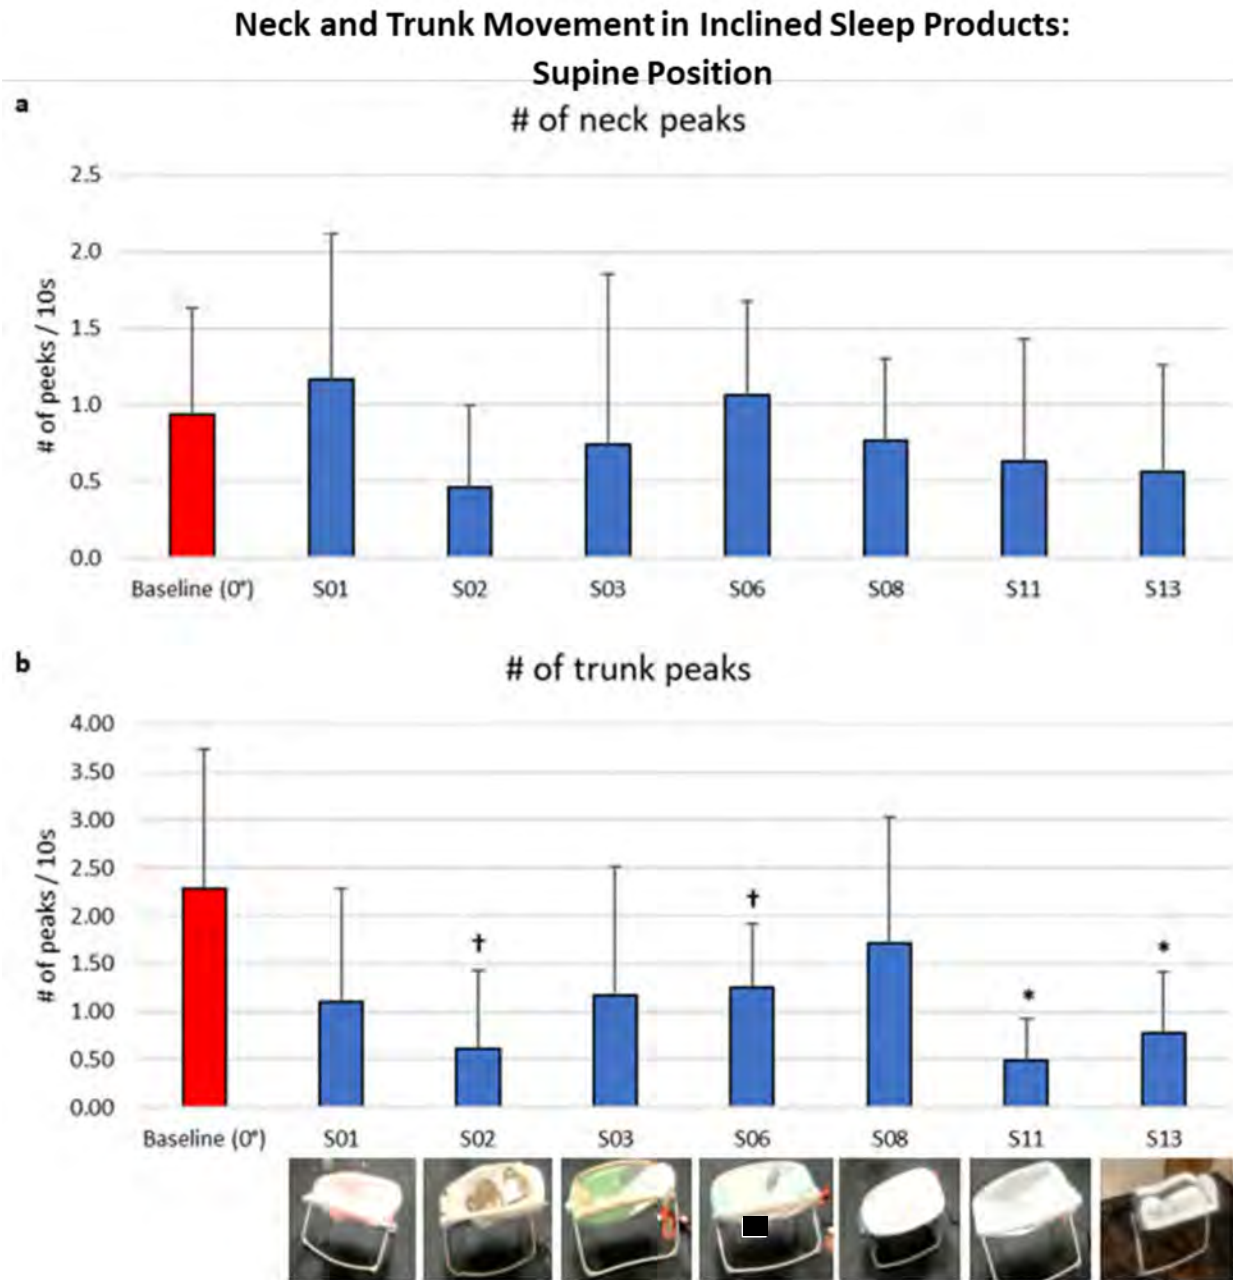 Neck and Trunk Movement in Inclined Sleep Products:
Supine Position
a
# of neck peaks
# of peeks / 10s
2.5
2.0
1.5
1.0
0.5
0.0
Baseline (0°) S01 S02 S03 S06 S08 S11 S13
b
# of trunk peaks
# of peaks / 10s
4.00
3.50
3.00
2.50
2.00
1.50
1.00
0.50
0.00
† † * *
Baseline (0°) S01 S02 S03 S06 S08 S11 S13